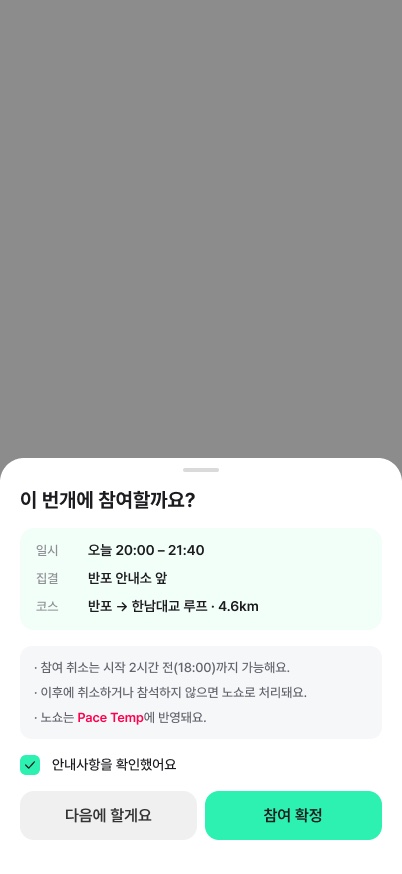 이 번개에 참여할까요?
일시 오늘 20:00 – 21:40
집결 반포 안내소 앞
코스 반포 → 한남대교 루프 · 4.6km
· 참여 취소는 시작 2시간 전(18:00)까지 가능해요.
· 이후에 취소하거나 참석하지 않으면 노쇼로 처리돼요.
· 노쇼는 Pace Temp에 반영돼요.
안내사항을 확인했어요
다음에 할게요 참여 확정